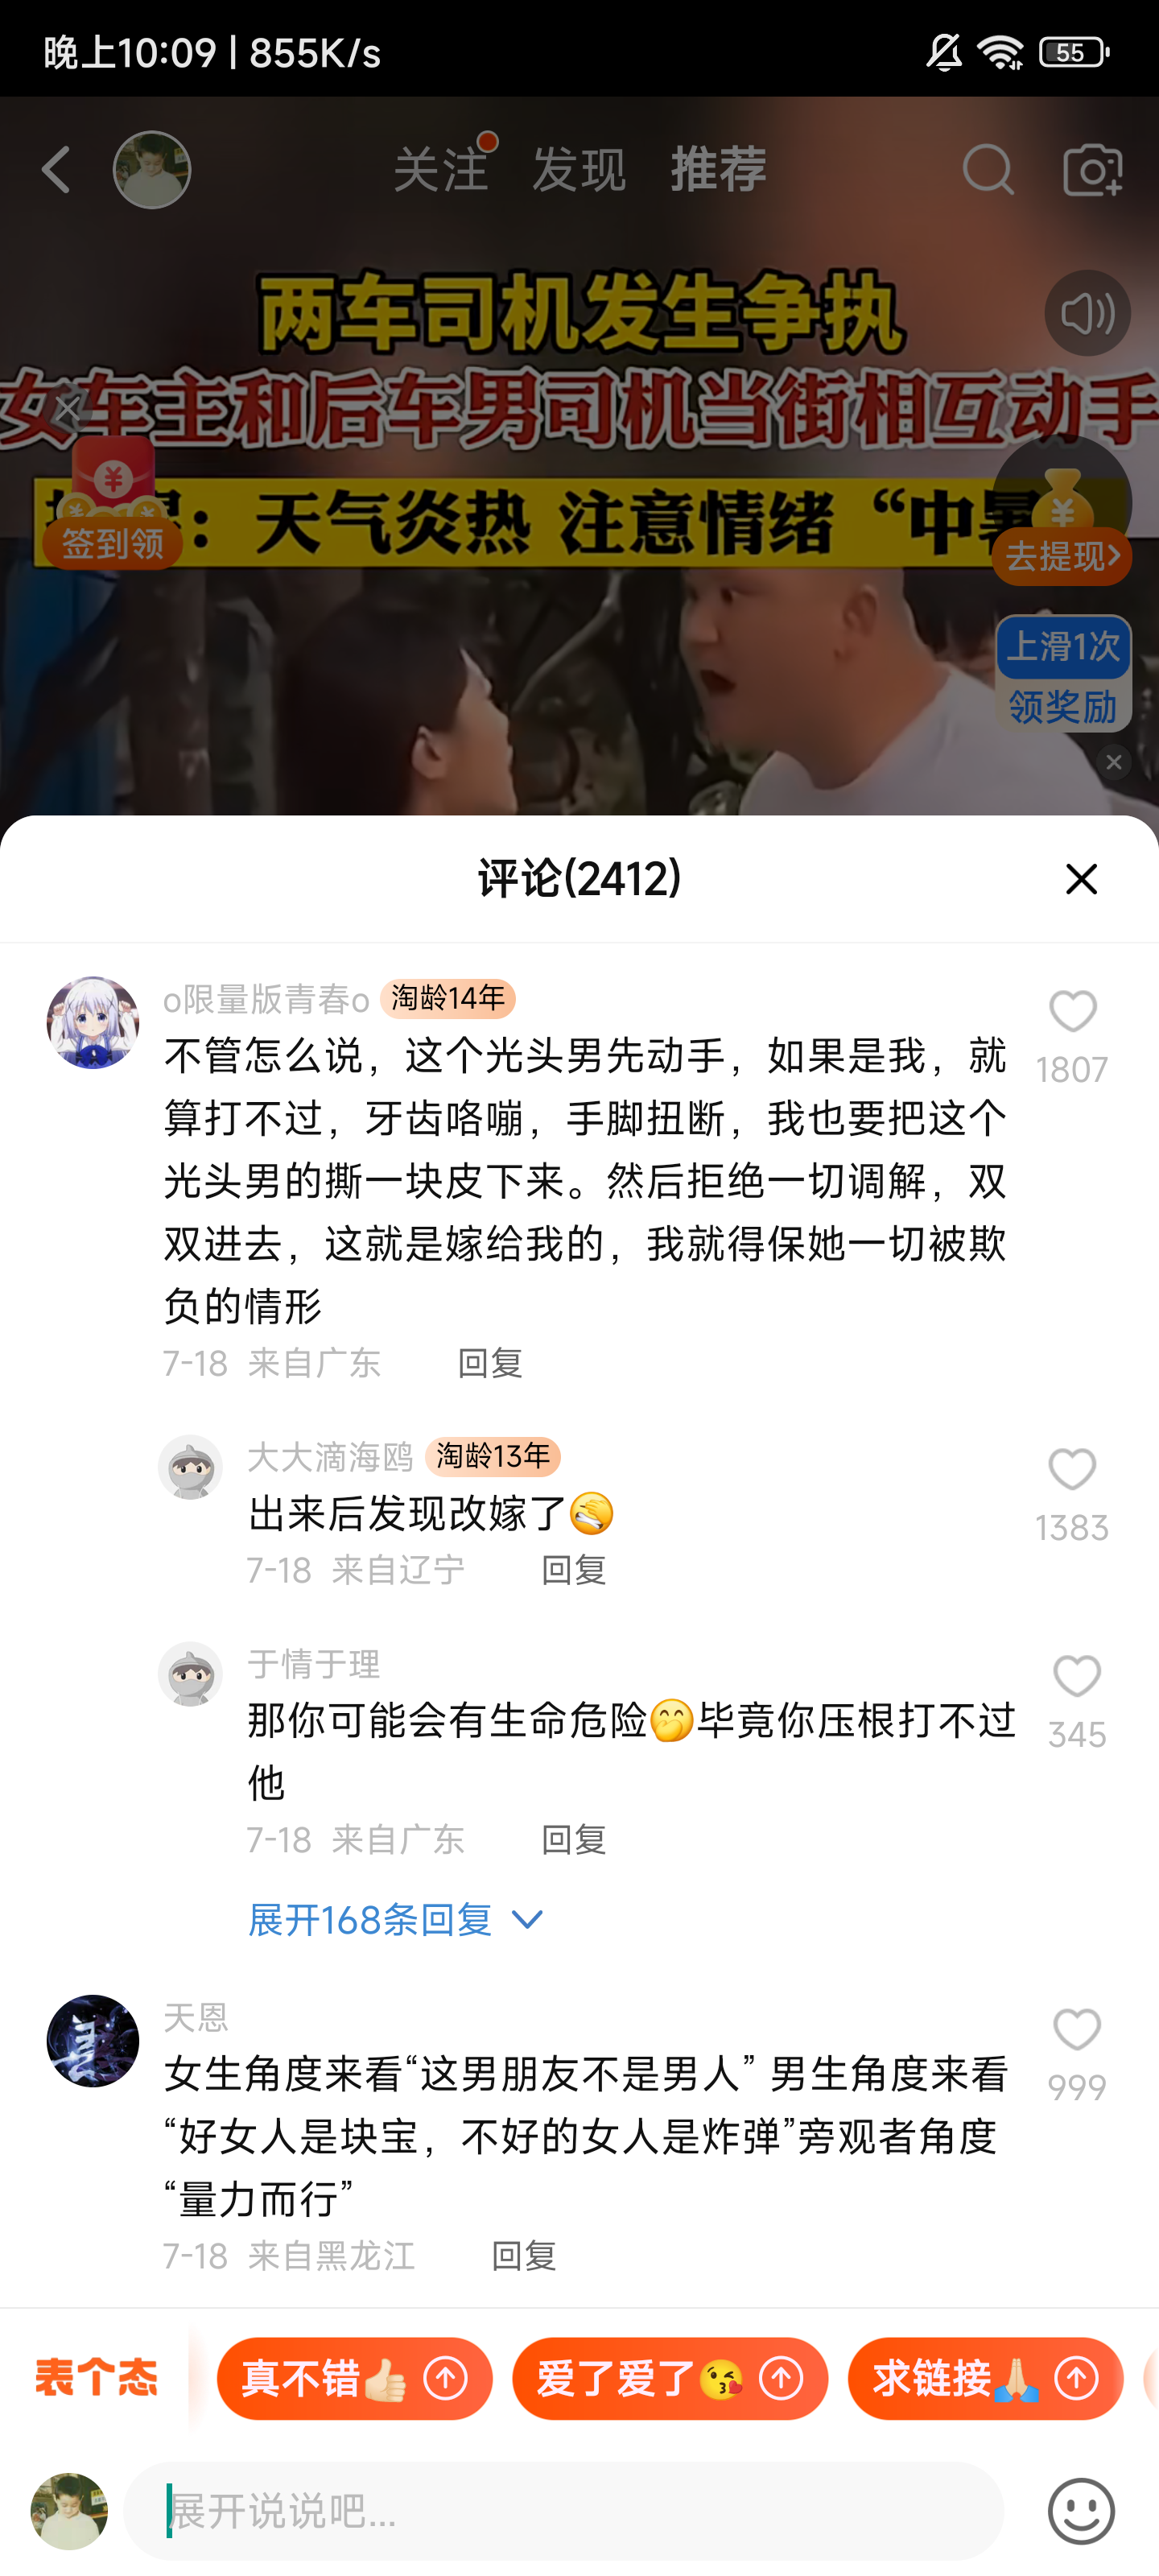 晚上10:09 | 855K/s
55
关注 发现 推荐
两车司机发生争执
女车主和后车男司机当街相互动手
：天气炎热 注意情绪“中暑
签到领
去提现
上滑1次
领奖励
评论(2412)
o限量版青春o 淘龄14年
不管怎么说，这个光头男先动手，如果是我，就
算打不过，牙齿咯嘣，手脚扭断，我也要把这个
光头男的撕一块皮下来。然后拒绝一切调解，双
双进去，这就是嫁给我的，我就得保她一切被欺
负的情形
1807
7-18 来自广东 回复
大大滴海鸥 淘龄13年
出来后发现改嫁了
1383
7-18 来自辽宁 回复
于情于理
那你可能会有生命危险🤭毕竟你压根打不过
他
345
7-18 来自广东 回复
展开168条回复
天恩
女生角度来看“这男朋友不是男人” 男生角度来看
“好女人是块宝，不好的女人是炸弹”旁观者角度
“量力而行”
999
7-18 来自黑龙江 回复
表个态 真不错👍🏻 爱了爱了😘 求链接🙏🏻
展开说说吧...